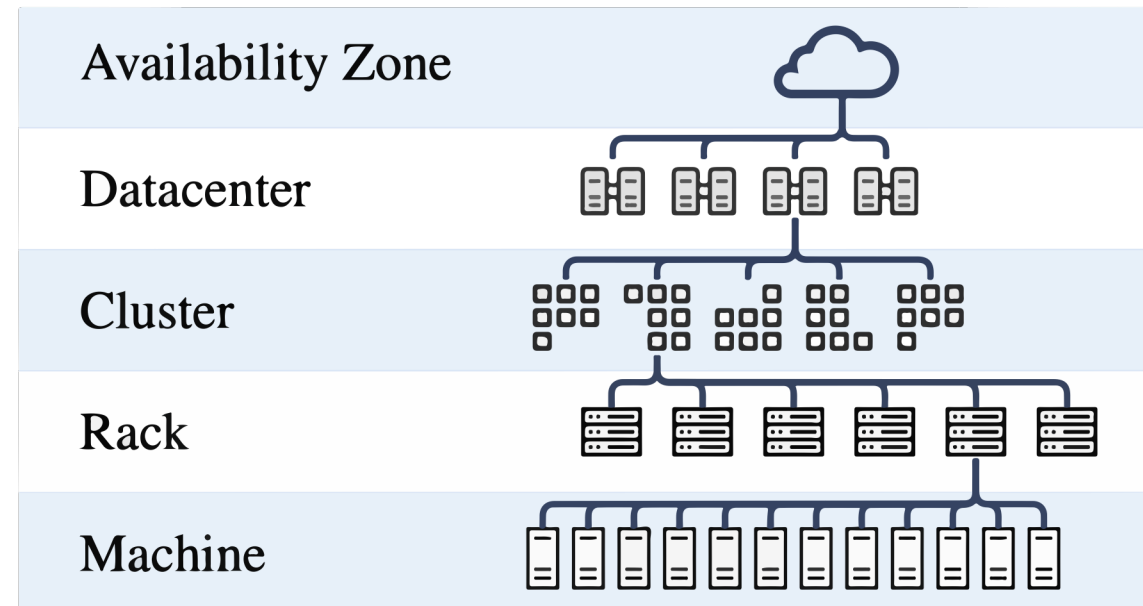 Availability Zone
Datacenter
Cluster
Rack
Machine